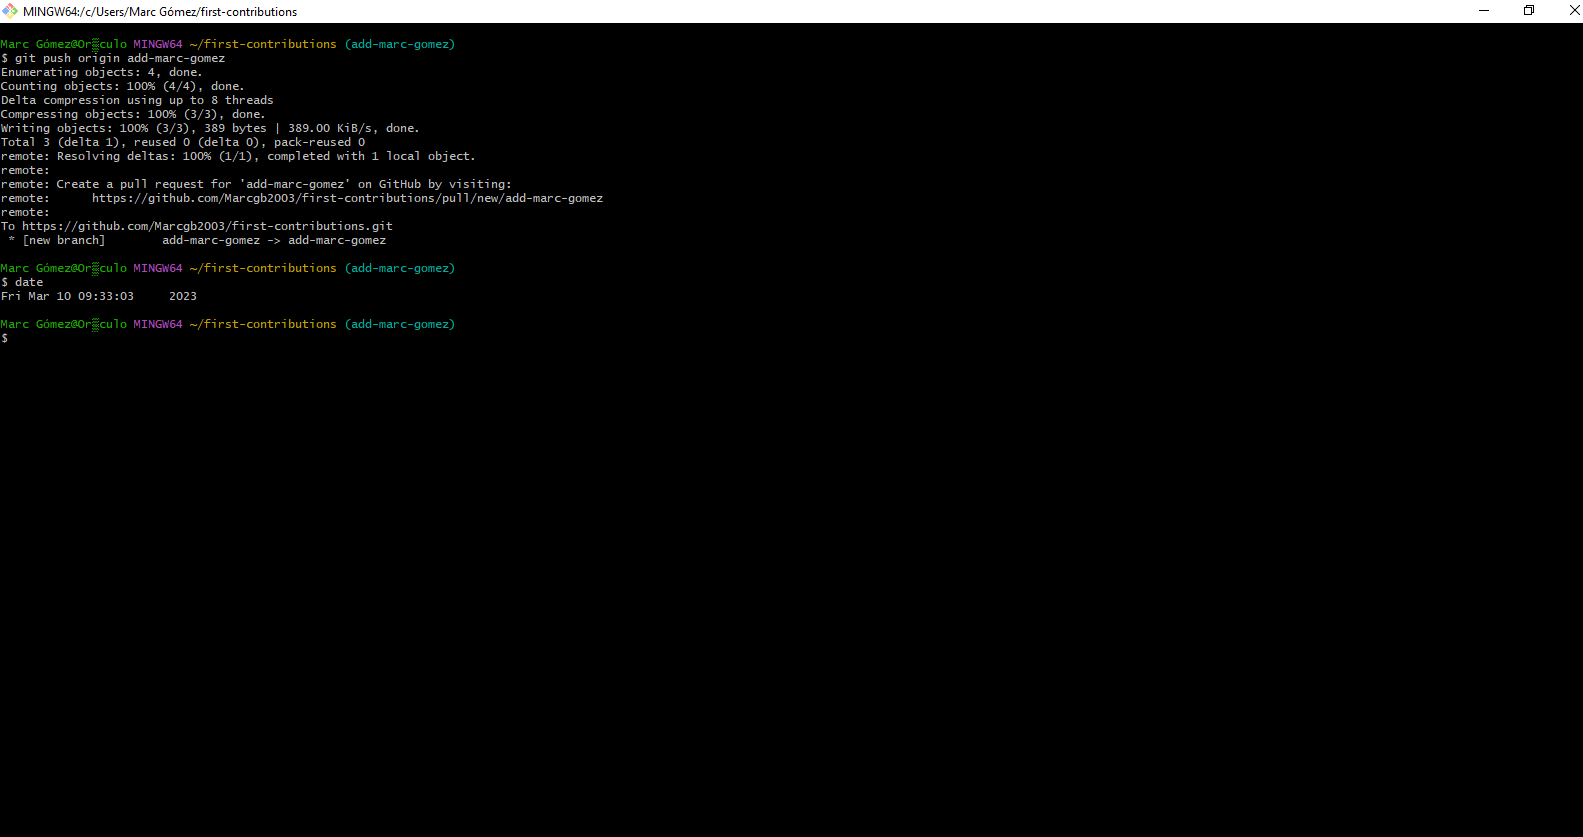 MINGW64:/c/Users/Marc Gómez/first-contributions
Marc Gómez@Or▒culo MINGW64 ~/first-contributions (add-marc-gomez)
$ git push origin add-marc-gomez
Enumerating objects: 4, done.
Counting objects: 100% (4/4), done.
Delta compression using up to 8 threads
Compressing objects: 100% (3/3), done.
Writing objects: 100% (3/3), 389 bytes | 389.00 KiB/s, done.
Total 3 (delta 1), reused 0 (delta 0), pack-reused 0
remote: Resolving deltas: 100% (1/1), completed with 1 local object.
remote:
remote: Create a pull request for 'add-marc-gomez' on GitHub by visiting:
remote:      https://github.com/Marcgb2003/first-contributions/pull/new/add-marc-gomez
remote:
To https://github.com/Marcgb2003/first-contributions.git
 * [new branch]        add-marc-gomez -> add-marc-gomez
Marc Gómez@Or▒culo MINGW64 ~/first-contributions (add-marc-gomez)
$ date
Fri Mar 10 09:33:03     2023
Marc Gómez@Or▒culo MINGW64 ~/first-contributions (add-marc-gomez)
$